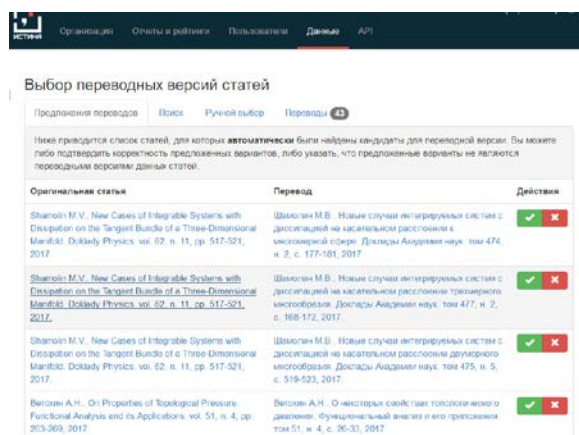 ИСТИНА
Организация Отчеты и рейтинги Пользователи Данные API
Выбор переводных версий статей
Предложения переводов Поиск Ручной выбор Переводы 43
Ниже приводится список статей, для которых автоматически были найдены кандидаты для переводной версии. Вы можете
либо подтвердить корректность предложенных вариантов, либо указать, что предложенные варианты не являются
переводными версиями данных статей.
Оригинальная статья Перевод Действия
Shamolin M.V.. New Cases of Integrable Systems with
Dissipation on the Tangent Bundle of a Three-Dimensional
Manifold. Doklady Physics. vol. 62, n. 11, pp. 517-521,
2017.
Шамолин М.В.. Новые случаи интегрируемых систем с
диссипацией на касательном расслоении к
многомерной сфере. Доклады Академии наук. том 474,
н. 2, с. 177-181, 2017.
Shamolin M.V.. New Cases of Integrable Systems with
Dissipation on the Tangent Bundle of a Three-Dimensional
Manifold. Doklady Physics. vol. 62, n. 11, pp. 517-521,
2017.
Шамолин М.В.. Новые случаи интегрируемых систем с
диссипацией на касательном расслоении трехмерного
многообразия. Доклады Академии наук. том 477, н. 2,
с. 168-172, 2017.
Shamolin M.V.. New Cases of Integrable Systems with
Dissipation on the Tangent Bundle of a Three-Dimensional
Manifold. Doklady Physics. vol. 62, n. 11, pp. 517-521,
2017.
Шамолин М.В.. Новые случаи интегрируемых систем с
диссипацией на касательном расслоении двумерного
многообразия. Доклады Академии наук. том 475, н. 5,
с. 519-523, 2017.
Ветохин А.Н.. On Properties of Topological Pressure.
Functional Analysis and its Applications. vol. 51, n. 4, pp.
263-269, 2017.
Ветохин А.Н.. О некоторых свойствах топологического
давления. Функциональный анализ и его приложения.
том 51, н. 4, с. 26-33, 2017.